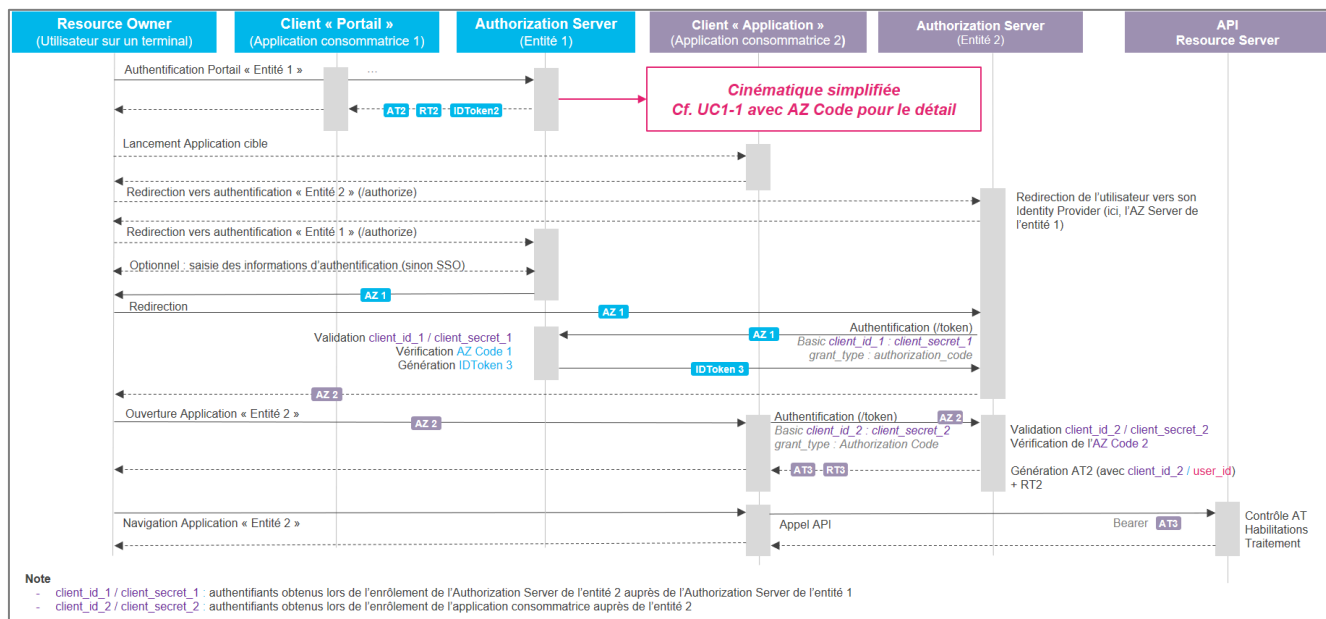 Resource Owner
(Utilisateur sur un terminal)
Client « Portail »
(Application consommatrice 1)
Authorization Server
(Entité 1)
Client « Application »
(Application consommatrice 2)
Authorization Server
(Entité 2)
API
Resource Server
Authentification Portail « Entité 1 »
...
AT2 RT2 IDToken2
Cinématique simplifiée
Cf. UC1-1 avec AZ Code pour le détail
Lancement Application cible
Redirection vers authentification « Entité 2 » (/authorize)
Redirection de l'utilisateur vers son
Identity Provider (ici, l'AZ Server de
l'entité 1)
Redirection vers authentification « Entité 1 » (/authorize)
Optionnel : saisie des informations d'authentification (sinon SSO)
AZ 1
Redirection
AZ 1
Validation client_id_1 / client_secret_1
Vérification AZ Code 1
Génération IDToken 3
AZ 1
Authentification (/token)
Basic client_id_1 : client_secret_1
grant_type : authorization_code
IDToken 3
AZ 2
Ouverture Application « Entité 2 »
AZ 2
Authentification (/token)
AZ 2
Basic client_id_2 : client_secret_2
grant_type : Authorization Code
Validation client_id_2 / client_secret_2
Vérification de l'AZ Code 2
AT3 RT3
Génération AT2 (avec client_id_2 / user_id)
+ RT2
Navigation Application « Entité 2 »
Appel API
Bearer AT3
Contrôle AT
Habilitations
Traitement
Note
- client_id_1 / client_secret_1 : authentifiants obtenus lors de l'enrôlement de l'Authorization Server de l'entité 2 auprès de l'Authorization Server de l'entité 1
- client_id_2 / client_secret_2 : authentifiants obtenus lors de l'enrôlement de l'application consommatrice auprès de l'entité 2